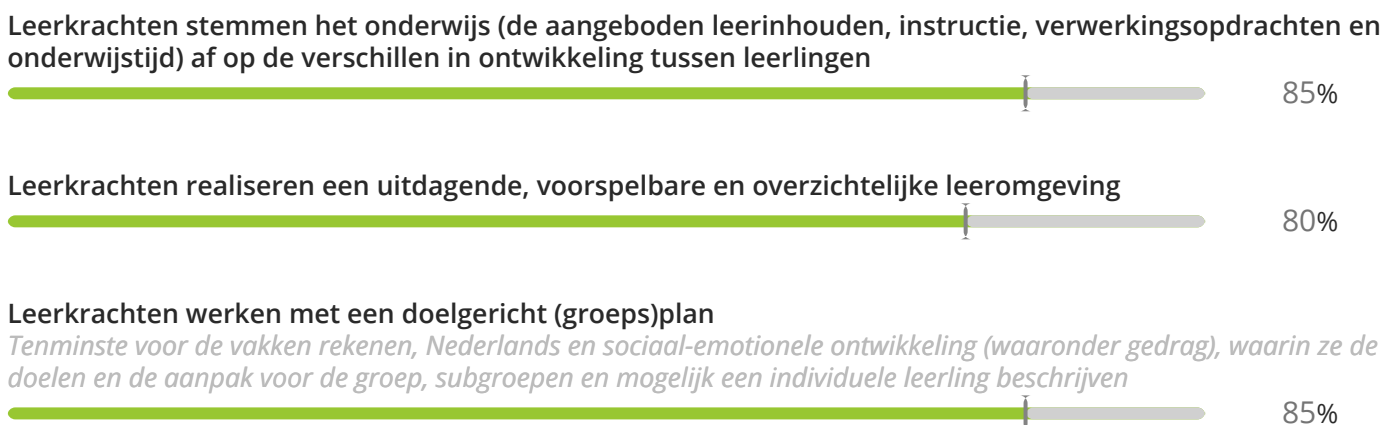 Leerkrachten stemmen het onderwijs (de aangeboden leerinhouden, instructie, verwerkingsopdrachten en
onderwijstijd) af op de verschillen in ontwikkeling tussen leerlingen
85%
Leerkrachten realiseren een uitdagende, voorspelbare en overzichtelijke leeromgeving
80%
Leerkrachten werken met een doelgericht (groeps)plan
Tenminste voor de vakken rekenen, Nederlands en sociaal-emotionele ontwikkeling (waaronder gedrag), waarin ze de
doelen en de aanpak voor de groep, subgroepen en mogelijk een individuele leerling beschrijven
85%